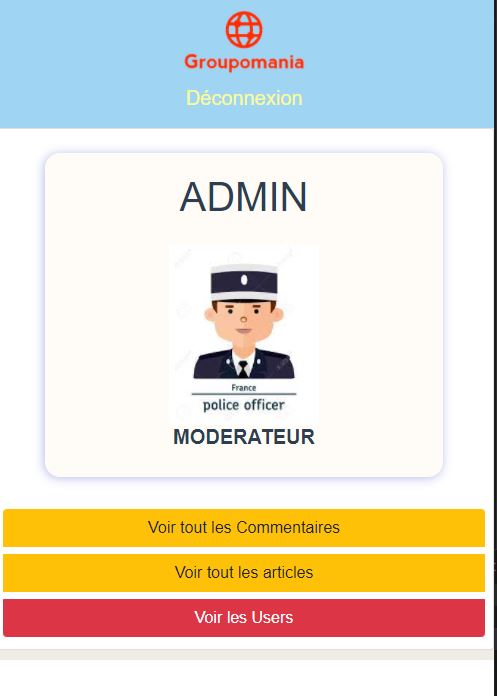 Groupomania
Déconnexion
ADMIN
France
police officer
MODERATEUR
Voir tout les Commentaires
Voir tout les articles
Voir les Users